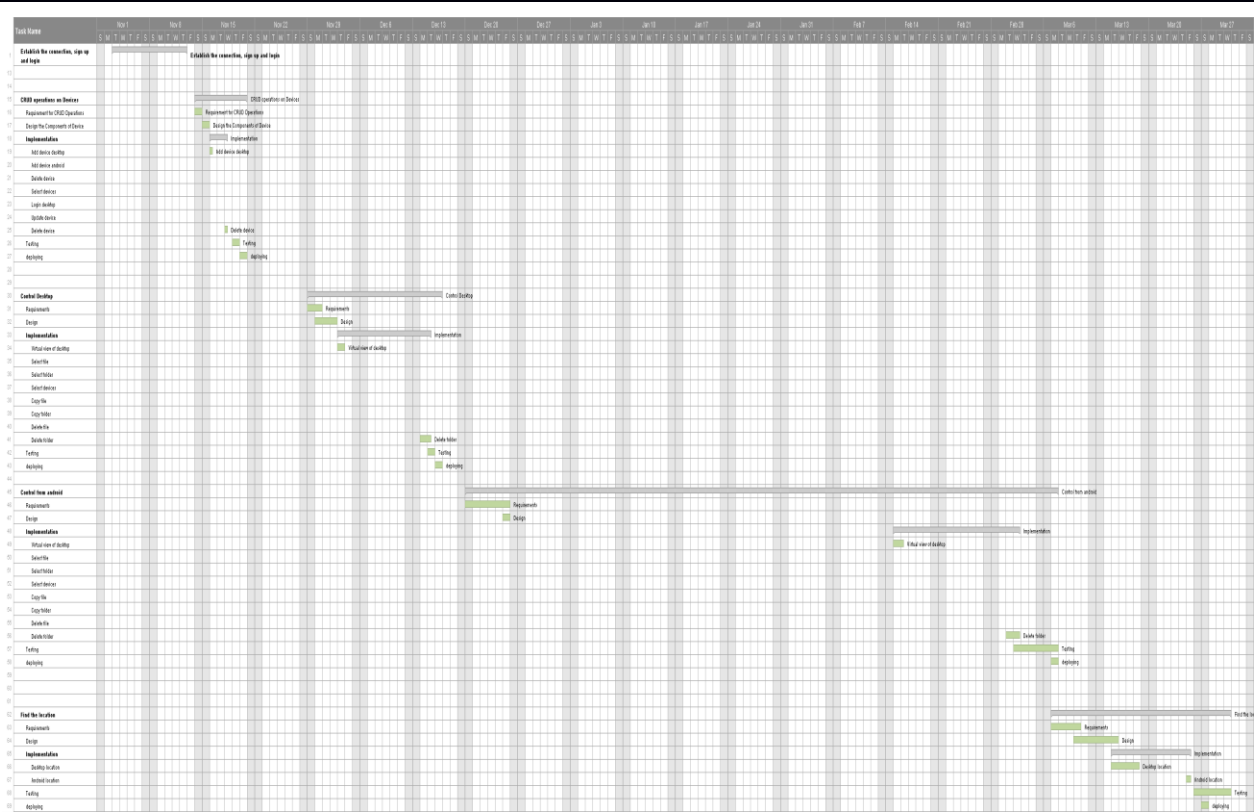 Task Name
Nov 1 Nov 8 Nov 15 Nov 22 Nov 29 Dec 6 Dec 13 Dec 20 Dec 27 Jan 3 Jan 10 Jan 17 Jan 24 Jan 31 Feb 7 Feb 14 Feb 21 Feb 28 Mar 6 Mar 13 Mar 20 Mar 27
Establish the connection, sign up
and login
Establish the connection, sign up and login
CRUD operations on Devices CRUD operations on Devices
Requirement for CRUD Operations Requirement for CRUD Operations
Design the Components of Device Design the Components of Device
Implementation Implementation
Add device desktop Add device desktop
Add device android
Delete device
Select devices
Login desktop
Update device
Delete device Delete device
Testing Testing
deploying deploying
Control Desktop Control Desktop
Requirements Requirements
Design Design
Implementation Implementation
Virtual view of desktop Virtual view of desktop
Select file
Select folder
Select devices
Copy file
Copy folder
Delete file
Delete folder Delete folder
Testing Testing
deploying deploying
Control from android Control from android
Requirements Requirements
Design Design
Implementation Implementation
Virtual view of desktop Virtual view of desktop
Select file
Select folder
Select devices
Copy file
Copy folder
Delete file
Delete folder Delete folder
Testing Testing
deploying deploying
Find the location Find the loc
Requirements Requirements
Design Design
Implementation Implementation
Desktop location Desktop location
Android location Android location
Testing Testing
deploying deploying